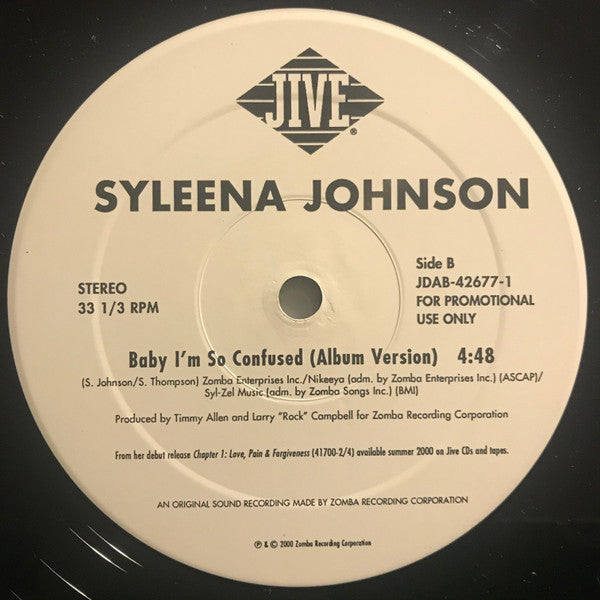 JIVE®
SYLEENA JOHNSON
STEREO
33 1/3 RPM
Side B
JDAB-42677-1
FOR PROMOTIONAL
USE ONLY
Baby I'm So Confused (Album Version) 4:48
(S. Johnson/S. Thompson) Zomba Enterprises Inc./Nikeeya (adm. by Zomba Enterprises Inc.) (ASCAP)/
Syl-Zel Music (adm. by Zomba Songs Inc.) (BMI)
Produced by Timmy Allen and Larry "Rock" Campbell for Zomba Recording Corporation
From her debut release Chapter 1: Love, Pain & Forgiveness (41700-2/4) available summer 2000 on Jive CDs and tapes.
AN ORIGINAL SOUND RECORDING MADE BY ZOMBA RECORDING CORPORATION
℗ & © 2000 Zomba Recording Corporation